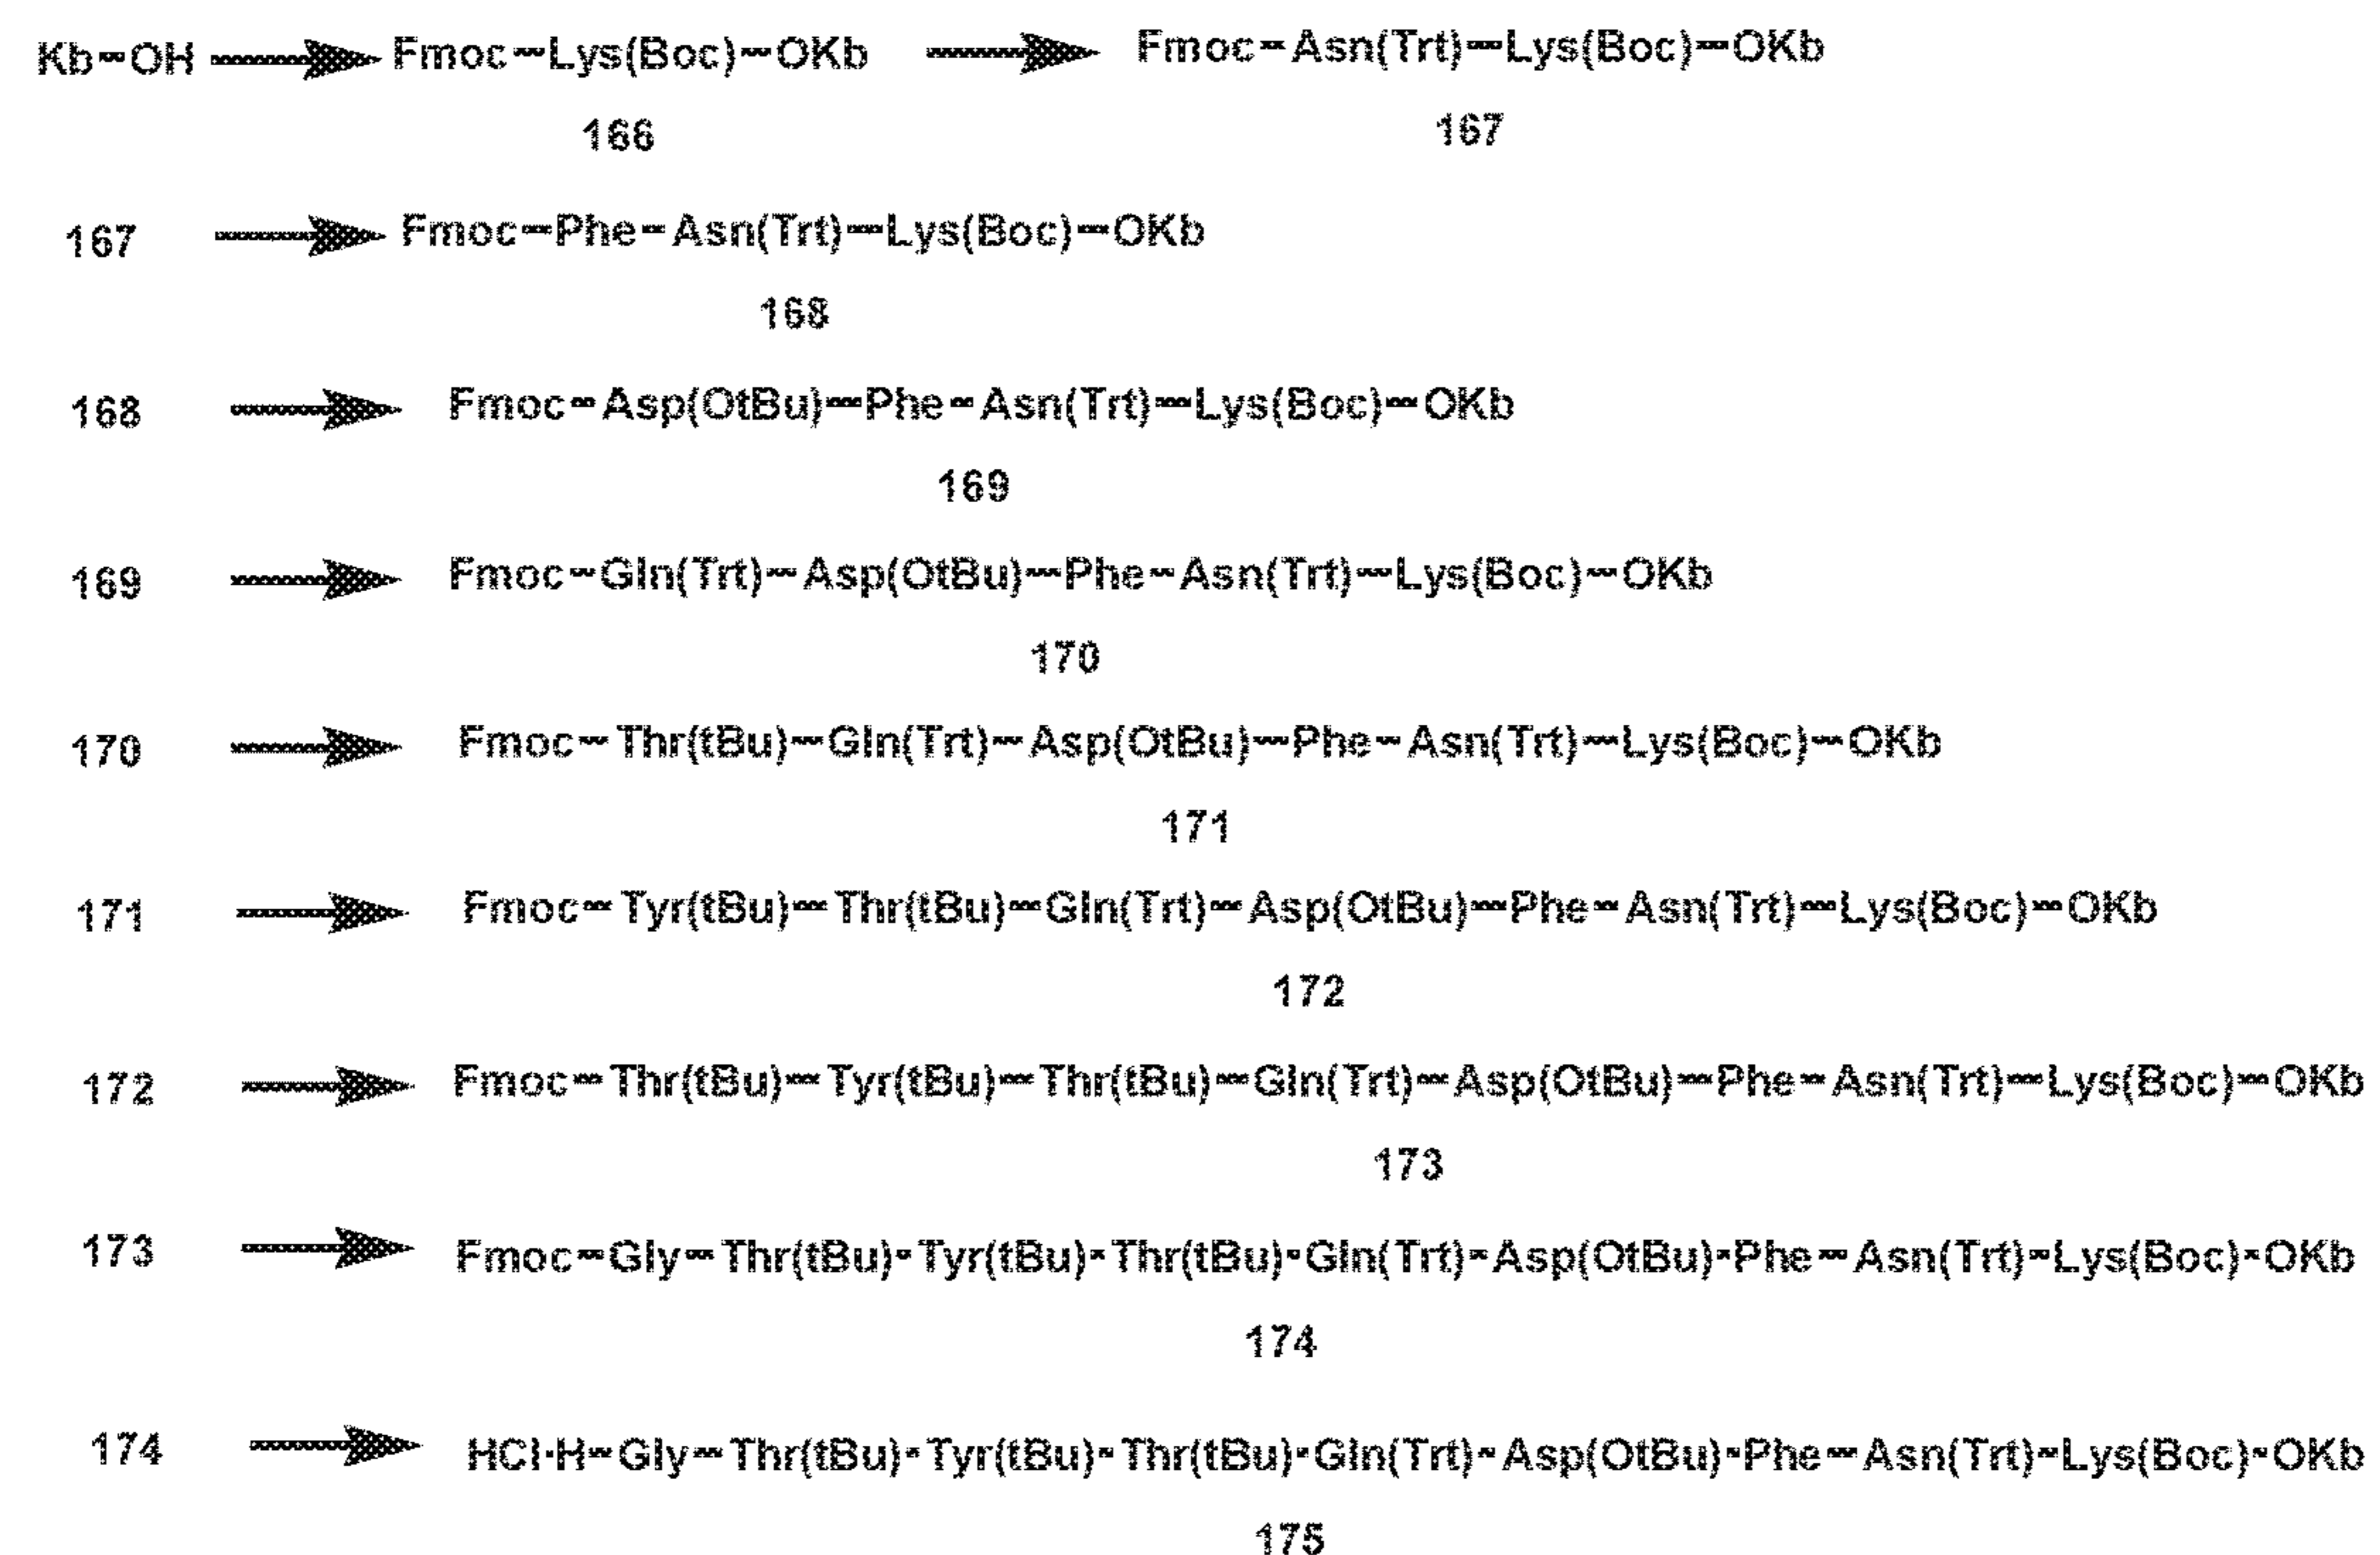 Kb-OH Fmoc-Lys(Boc)-OKb Fmoc-Asn(Trt)-Lys(Boc)-OKb
166 167
167 Fmoc-Phe-Asn(Trt)-Lys(Boc)-OKb
168
168 Fmoc-Asp(OtBu)-Phe-Asn(Trt)-Lys(Boc)-OKb
169
169 Fmoc-Gln(Trt)-Asp(OtBu)-Phe-Asn(Trt)-Lys(Boc)-OKb
170
170 Fmoc-Thr(tBu)-Gln(Trt)-Asp(OtBu)-Phe-Asn(Trt)-Lys(Boc)-OKb
171
171 Fmoc-Tyr(tBu)-Thr(tBu)-Gln(Trt)-Asp(OtBu)-Phe-Asn(Trt)-Lys(Boc)-OKb
172
172 Fmoc-Thr(tBu)-Tyr(tBu)-Thr(tBu)-Gln(Trt)-Asp(OtBu)-Phe-Asn(Trt)-Lys(Boc)-OKb
173
173 Fmoc-Gly-Thr(tBu)-Tyr(tBu)-Thr(tBu)-Gln(Trt)-Asp(OtBu)-Phe-Asn(Trt)-Lys(Boc)-OKb
174
174 HCl·H-Gly-Thr(tBu)-Tyr(tBu)-Thr(tBu)-Gln(Trt)-Asp(OtBu)-Phe-Asn(Trt)-Lys(Boc)-OKb
175